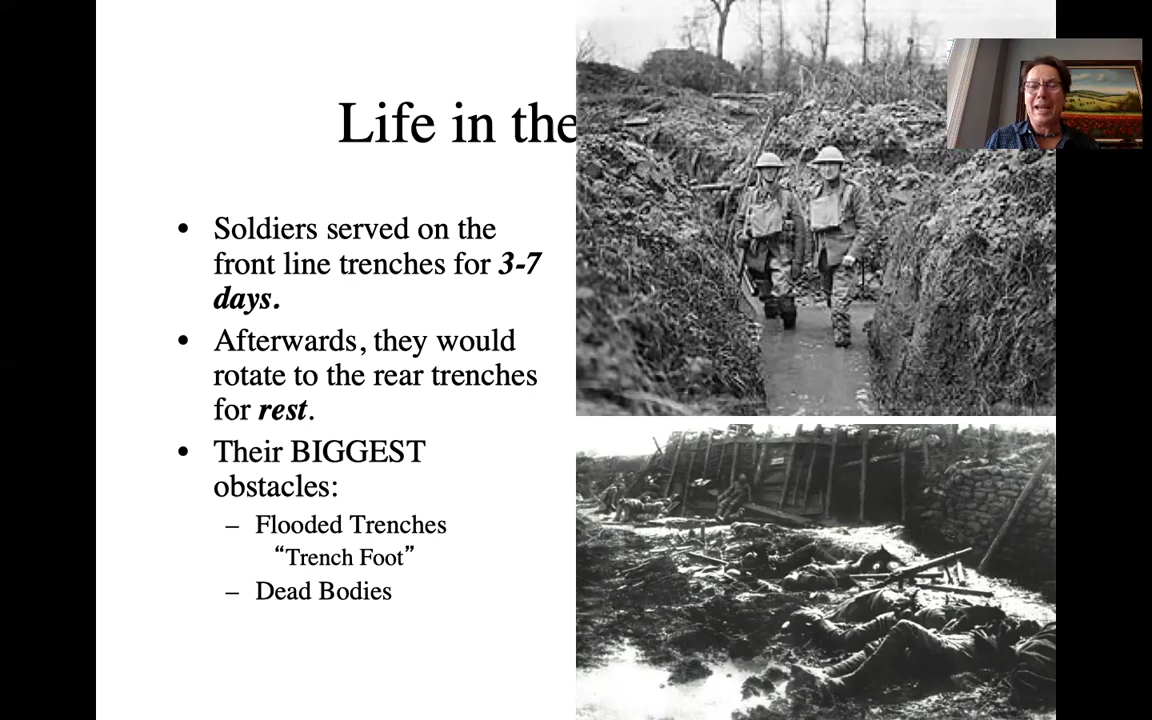 Life in the
• Soldiers served on the
front line trenches for 3-7
days.
• Afterwards, they would
rotate to the rear trenches
for rest.
• Their BIGGEST
obstacles:
– Flooded Trenches
“Trench Foot”
– Dead Bodies